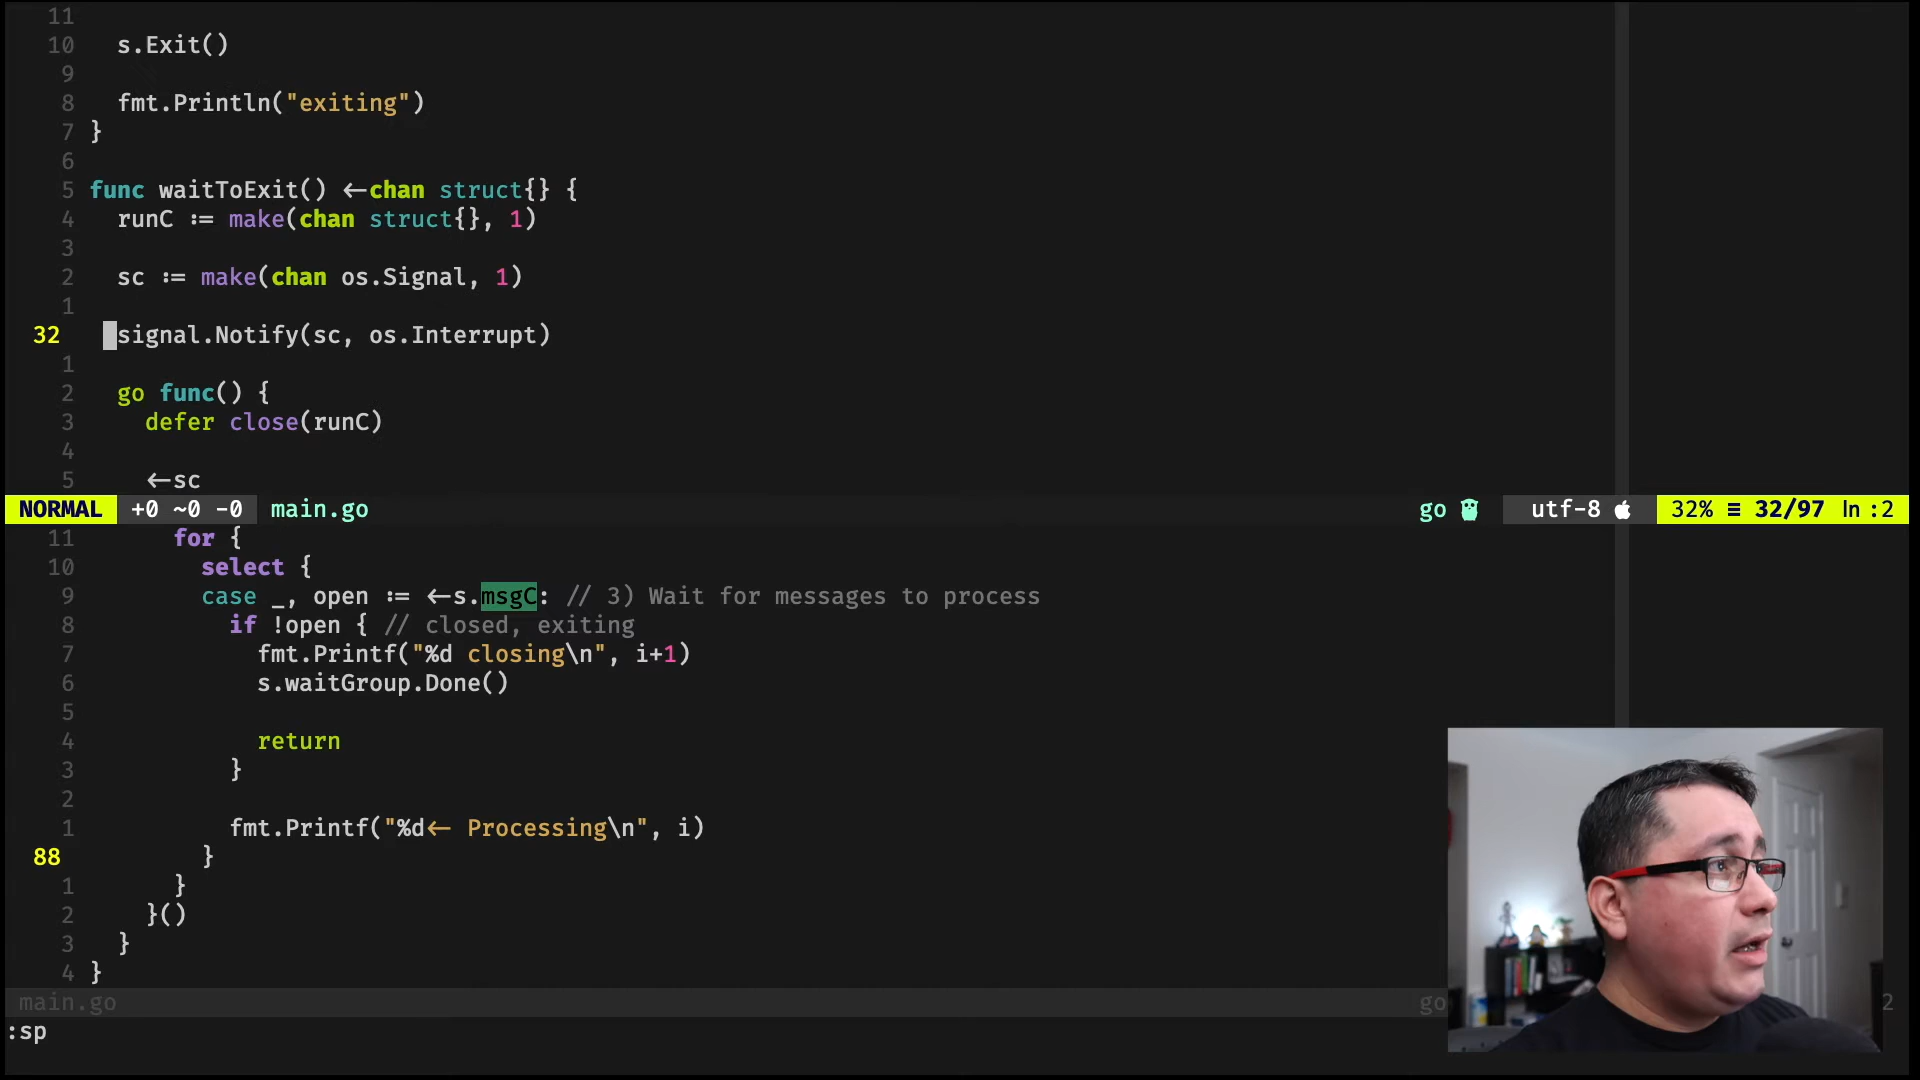 11
10 s.Exit()
9
8 fmt.Println("exiting")
7 }
6
5 func waitToExit() <-chan struct{} {
4 runC := make(chan struct{}, 1)
3
2 sc := make(chan os.Signal, 1)
1
32 signal.Notify(sc, os.Interrupt)
1
2 go func() {
3 defer close(runC)
4
5 <-sc
NORMAL +0 ~0 -0 main.go go utf-8 32% ≡ 32/97 ln :2
11 for {
10 select {
9 case _, open := <-s.msgC: // 3) Wait for messages to process
8 if !open { // closed, exiting
7 fmt.Printf("%d closing\n", i+1)
6 s.waitGroup.Done()
5
4 return
3 }
2
1 fmt.Printf("%d<- Processing\n", i)
88 }
1 }
2 }()
3 }
4 }
main.go go 2
:sp